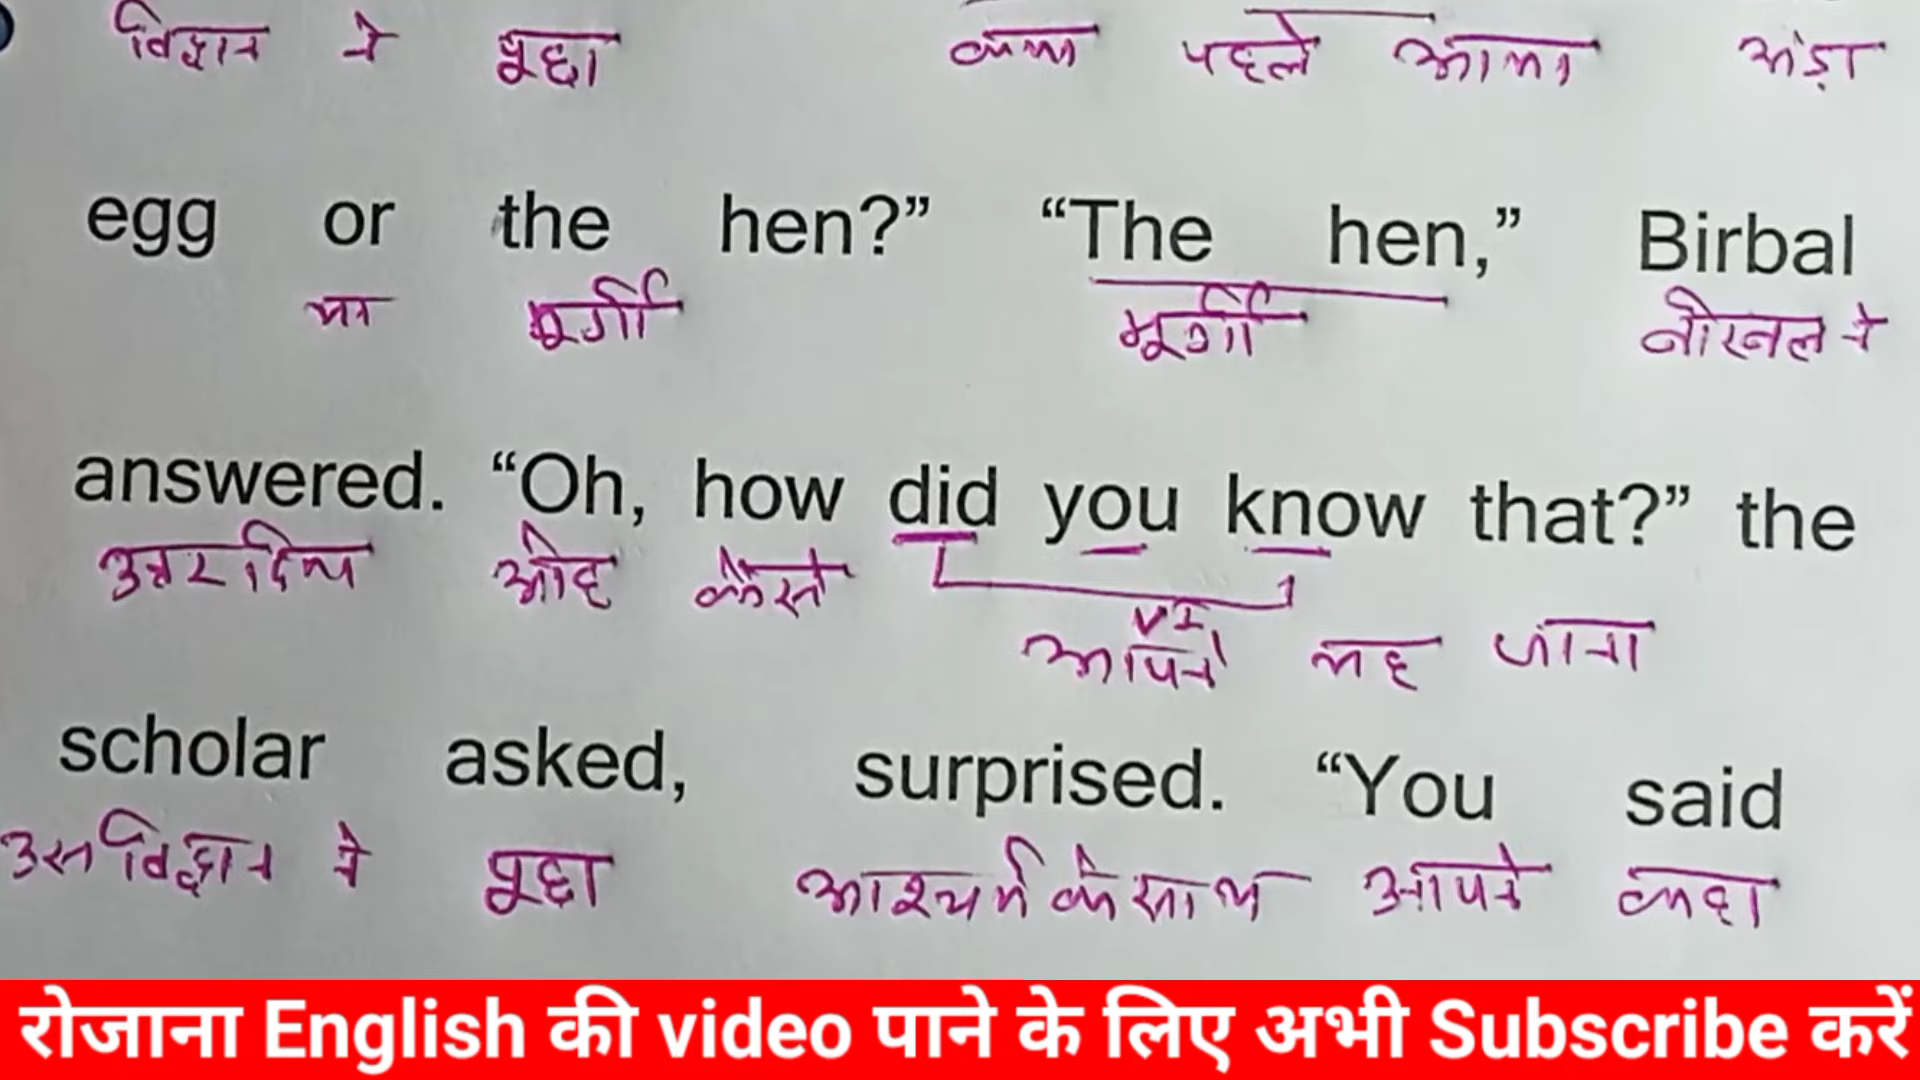 विद्वान ने पूछा क्या पहले आया अंडा
egg or the hen?” “The hen,” Birbal
या मूर्गी मूर्गी बीरबल ने
answered. “Oh, how did you know that?” the
उत्तर दिया ओह कैसे
V1
आपने यह जाना
scholar asked, surprised. “You said
उस विद्वान ने पूछा आश्चर्य के साथ आपने कहा
रोजाना English की video पाने के लिए अभी Subscribe करें